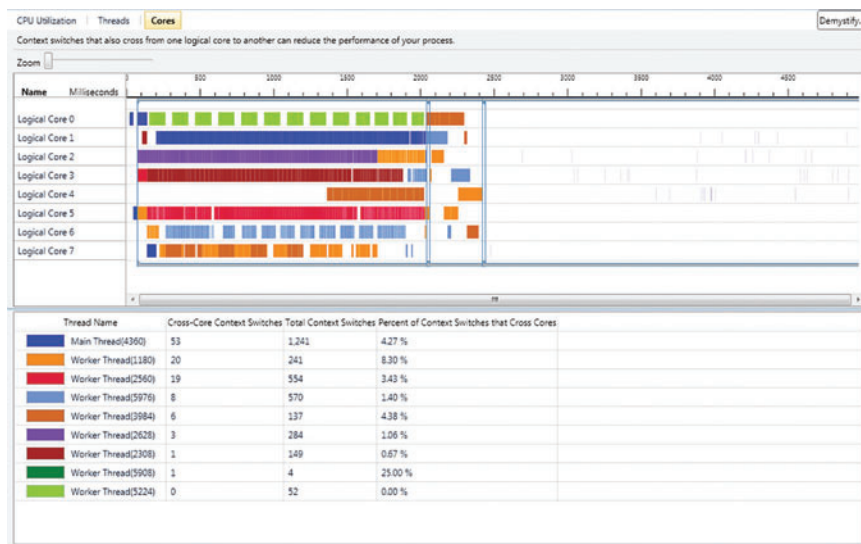 CPU Utilization Threads Cores Demystify.
Context switches that also cross from one logical core to another can reduce the performance of your process.
Zoom
500 1000 1500 2000 2500 3000 3500 4000 4500
Name Milliseconds
Logical Core 0
Logical Core 1
Logical Core 2
Logical Core 3
Logical Core 4
Logical Core 5
Logical Core 6
Logical Core 7
Thread Name Cross-Core Context Switches Total Context Switches Percent of Context Switches that Cross Cores
Main Thread(4360) 53 1,241 4.27 %
Worker Thread(1180) 20 241 8.30 %
Worker Thread(2560) 19 554 3.43 %
Worker Thread(5976) 8 570 1.40 %
Worker Thread(3984) 6 137 4.38 %
Worker Thread(2628) 3 284 1.06 %
Worker Thread(2308) 1 149 0.67 %
Worker Thread(5908) 1 4 25.00 %
Worker Thread(5224) 0 52 0.00 %